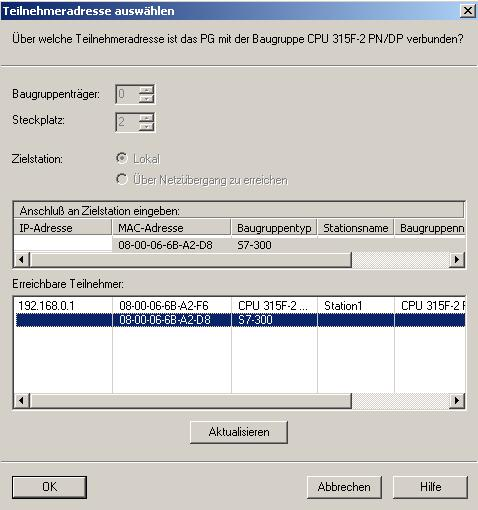 Teilnehmeradresse auswählen
Über welche Teilnehmeradresse ist das PG mit der Baugruppe CPU 315F-2 PN/DP verbunden?
Baugruppenträger: 0
Steckplatz: 2
Zielstation: Lokal
Über Netzübergang zu erreichen
Anschluß an Zielstation eingeben:
IP-Adresse MAC-Adresse Baugruppentyp Stationsname Baugruppenn
08-00-06-6B-A2-D8 S7-300
Erreichbare Teilnehmer:
192.168.0.1 08-00-06-6B-A2-F6 CPU 315F-2 ... Station1 CPU 315F-2 F
08-00-06-6B-A2-D8 S7-300
Aktualisieren
OK Abbrechen Hilfe